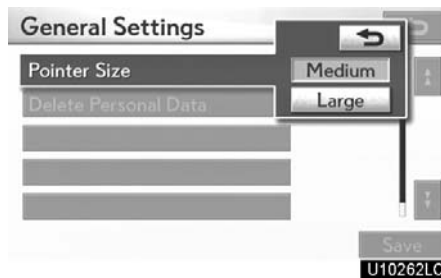 General Settings
Pointer Size
Medium
Delete Personal Data
Large
Save
U10262LC